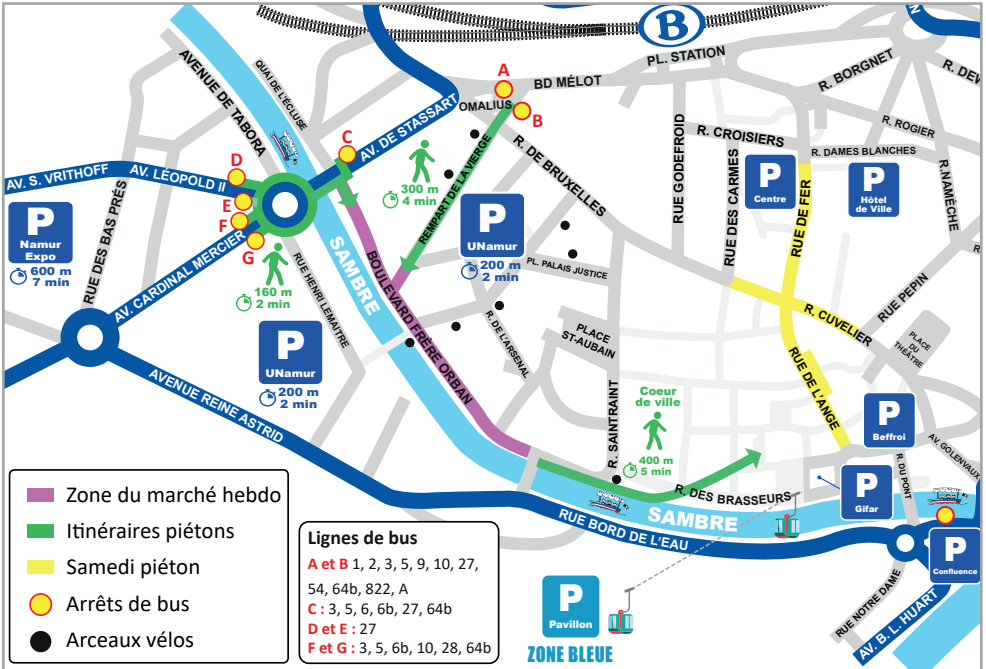 B
PL. STATION
BD MÉLOT
R. BORGNET
R. DEW
A
B
OMALIUS
QUAI DE L'ÉCLUSE
AVENUE DE TABORA
AV. DE STASSART
C
R. CROISIERS
R. ROGIER
R. DAMES BLANCHES
R.NAMÈCHE
R. DE BRUXELLES
RUE GODEFROID
RUE DES CARMES
RUE DE FER
P
Centre
P
Hôtel
de Ville
D
E
F
G
AV. S. VRITHOFF
AV. LÉOPOLD II
300 m
4 min
REMPART DE LA VIERGE
P
UNamur
200 m
2 min
P
Namur
Expo
600 m
7 min
RUE DES BAS PRÉS
AV. CARDINAL MERCIER
160 m
2 min
RUE HENRI LEMAITRE
SAMBRE
BOULEVARD FRÈRE ORBAN
PL. PALAIS JUSTICE
R. DE L'ARSENAL
PLACE
ST-AUBAIN
R. CUVELIER
RUE PEPIN
PLACE
DU
THÉÂTRE
P
UNamur
200 m
2 min
AVENUE REINE ASTRID
RUE DE L'ANGE
R. SAINTRAINT
Coeur
de ville
400 m
5 min
P
Beffroi
AV. GOLENVAUX
R. DU PONT
P
Gifar
R. DES BRASSEURS
SAMBRE
RUE BORD DE L'EAU
P
Confluence
RUE NOTRE DAME
AV. B. L. HUART
P
Pavillon
ZONE BLEUE
Zone du marché hebdo
Itinéraires piétons
Samedi piéton
Arrêts de bus
Arceaux vélos
Lignes de bus
A et B 1, 2, 3, 5, 9, 10, 27,
54, 64b, 822, A
C : 3, 5, 6, 6b, 27, 64b
D et E : 27
F et G : 3, 5, 6b, 10, 28, 64b